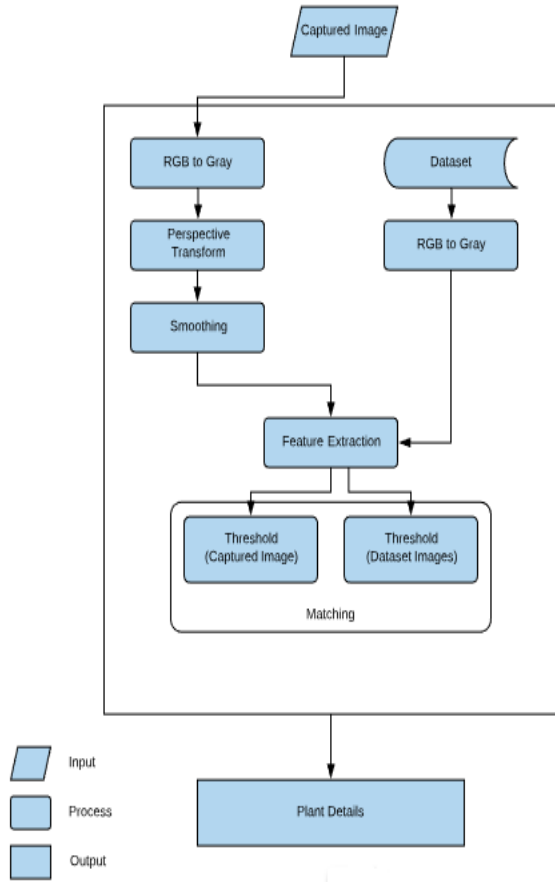 Captured Image
RGB to Gray
Dataset
Perspective
Transform
RGB to Gray
Smoothing
Feature Extraction
Threshold
(Captured Image)
Threshold
(Dataset Images)
Matching
Input
Process
Output
Plant Details